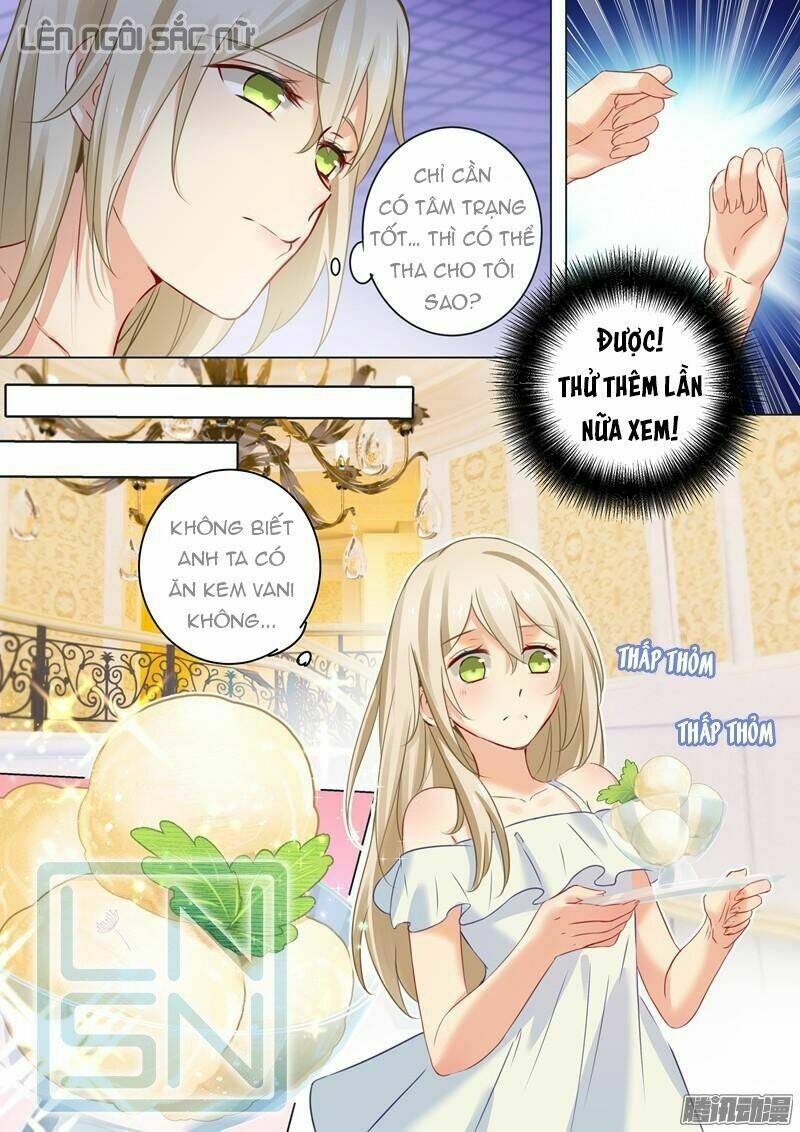 LÊN NGÔI SẮC NỮ
CHỈ CẦN
CÓ TÂM TRẠNG
TỐT... THÌ CÓ THỂ
THA CHO TÔI
SAO?
ĐƯỢC!
THỬ THÊM LẦN
NỮA XEM!
KHÔNG BIẾT
ANH TA CÓ
ĂN KEM VANI
KHÔNG...
THẤP THỎM
THẤP THỎM
LN
SN
腾讯动漫